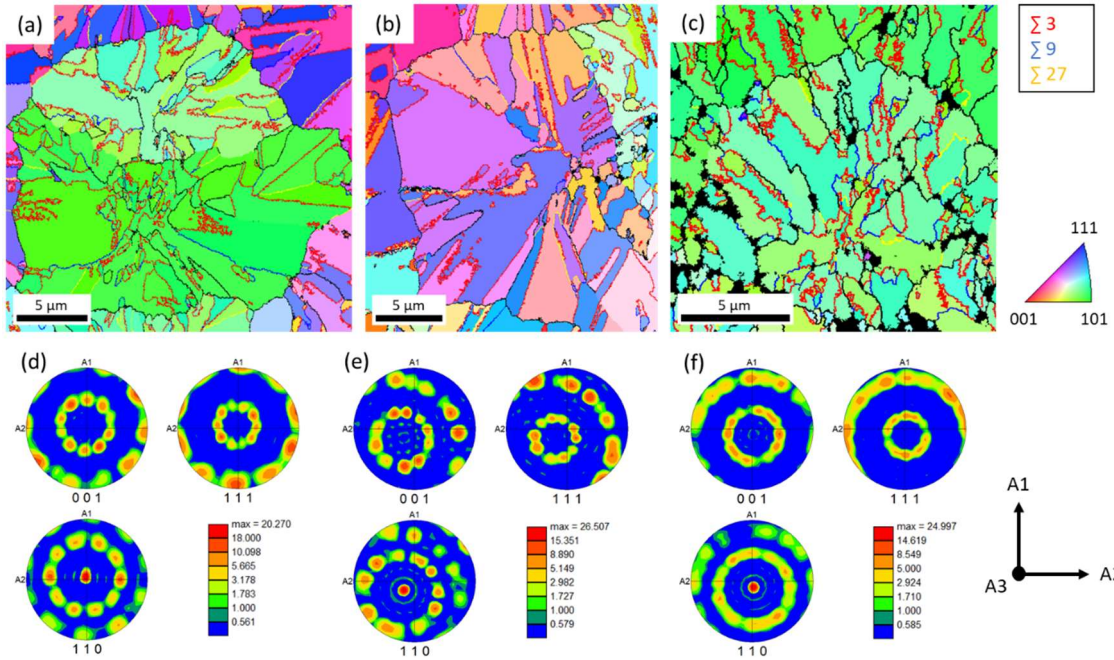 (a)
(b)
(c)
∑ 3
∑ 9
∑ 27
5 μm
5 μm
5 μm
111
001
101
(d)
(e)
(f)
A1
A1
A1
A1
A1
A1
A2
A2
A2
A2
A2
A2
0 0 1
1 1 1
0 0 1
1 1 1
0 0 1
1 1 1
A1
A2
1 1 0
max = 20.270
18.000
10.098
5.665
3.178
1.783
1.000
0.561
A1
A2
1 1 0
max = 26.507
15.351
8.890
5.149
2.982
1.727
1.000
0.579
A1
A2
1 1 0
max = 24.997
14.619
8.549
5.000
2.924
1.710
1.000
0.585
A1
A3